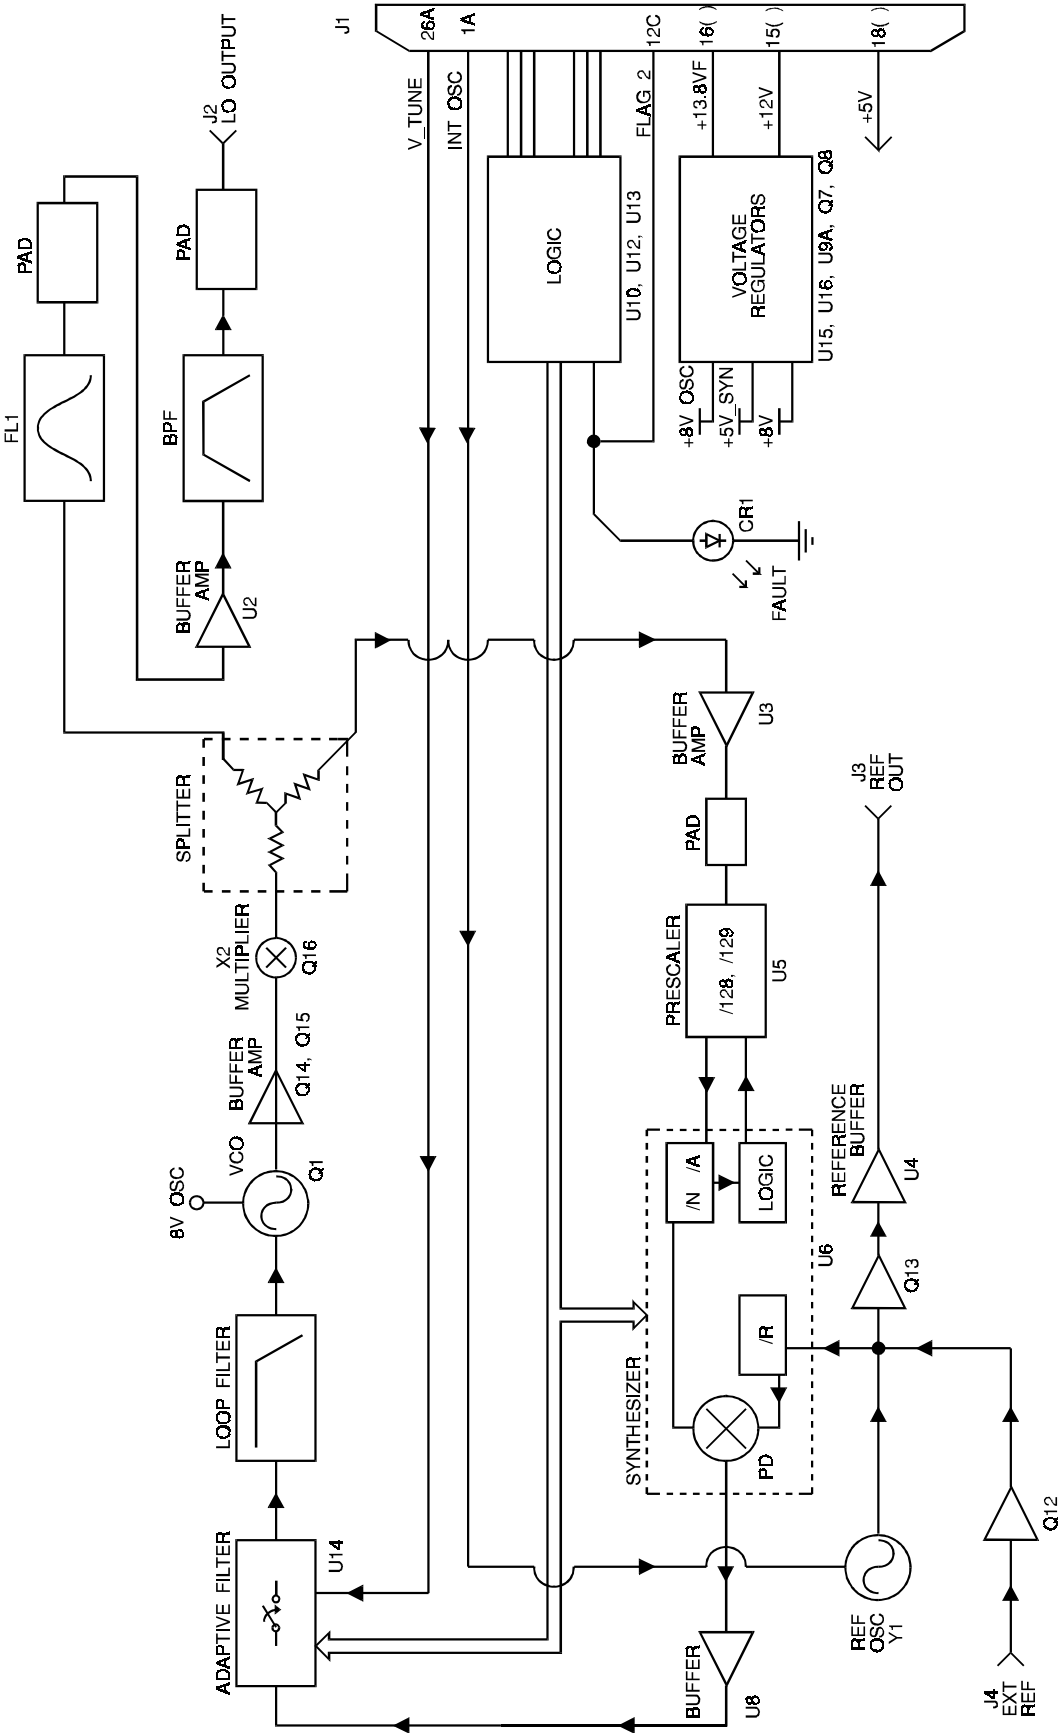 J1
26A
1A
12C
16( )
15( )
18( )
V_TUNE
INT OSC
FLAG 2
+13.8VF
+12V
+5V
J2
LO OUTPUT
PAD
PAD
FL1
BPF
BUFFER
AMP
U2
LOGIC
U10, U12, U13
VOLTAGE
REGULATORS
U15, U16, U9A, Q7, Q8
+8V OSC
+5V_SYN
+8V
CR1
FAULT
SPLITTER
X2
MULTIPLIER
Q16
BUFFER
AMP
Q14, Q15
8V OSC
VCO
Q1
LOOP FILTER
ADAPTIVE FILTER
U14
BUFFER
AMP
U3
PAD
PRESCALER
/128, /129
U5
SYNTHESIZER
/N /A
LOGIC
/R
PD
U6
J3
REF
OUT
REFERENCE
BUFFER
U4
Q13
REF
OSC
Y1
Q12
J4
EXT
REF
BUFFER
U8